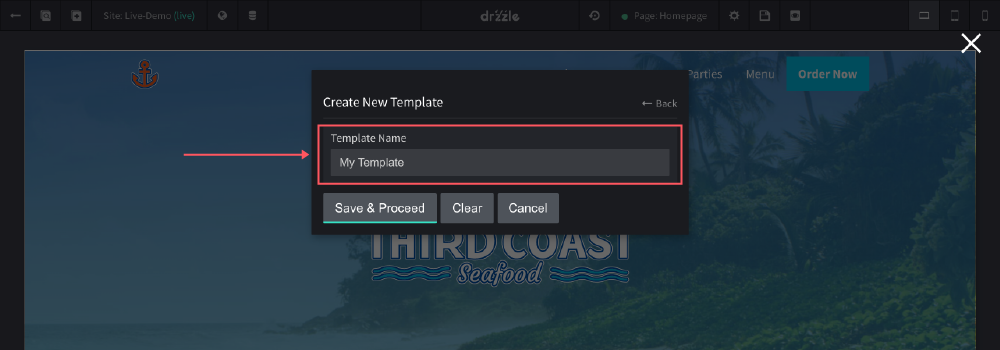 Site: Live-Demo (live)
drzzle
Page: Homepage
Parties
Menu
Order Now
Create New Template
← Back
Template Name
My Template
Save & Proceed
Clear
Cancel
THIRD COAST
Seafood